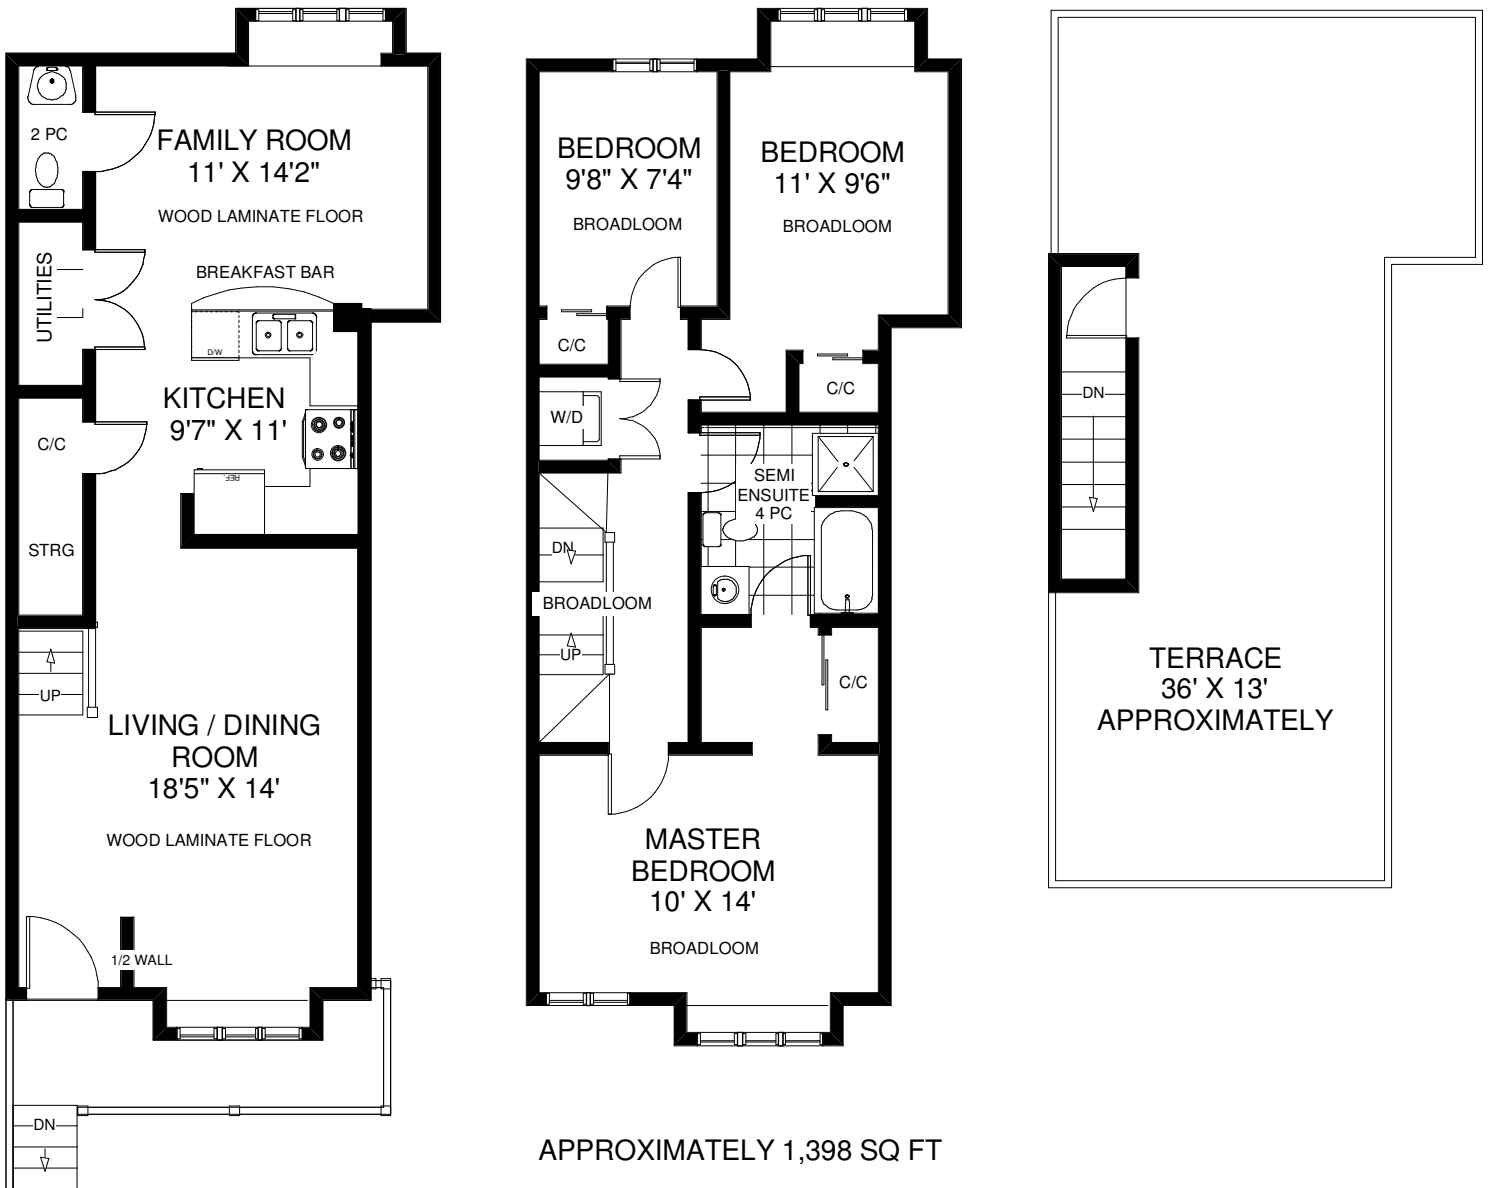 2 PC
FAMILY ROOM
11' X 14'2"
WOOD LAMINATE FLOOR
UTILITIES
BREAKFAST BAR
D/W
KITCHEN
9'7" X 11'
C/C
REF.
STRG
UP
LIVING / DINING
ROOM
18'5" X 14'
WOOD LAMINATE FLOOR
1/2 WALL
DN
BEDROOM
9'8" X 7'4"
BROADLOOM
BEDROOM
11' X 9'6"
BROADLOOM
C/C
C/C
W/D
SEMI
ENSUITE
4 PC
DN
BROADLOOM
UP
C/C
MASTER
BEDROOM
10' X 14'
BROADLOOM
DN
TERRACE
36' X 13'
APPROXIMATELY
APPROXIMATELY 1,398 SQ FT